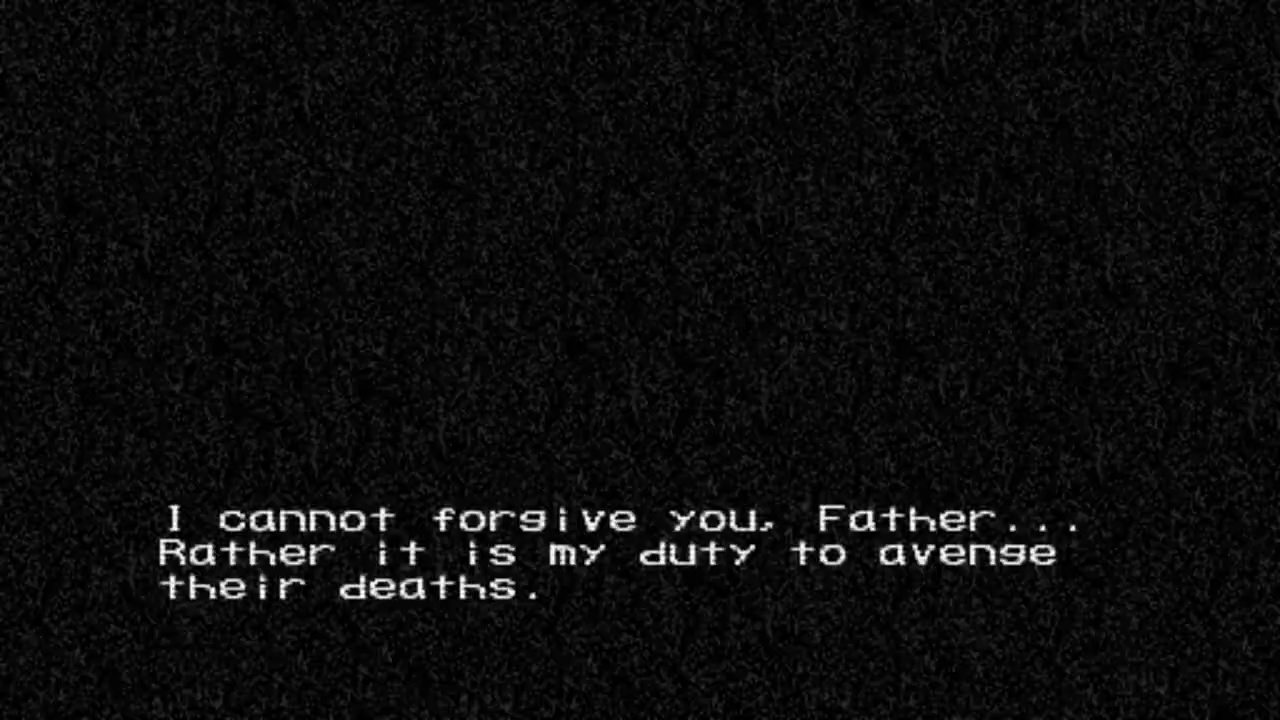 I cannot forgive you, Father...
Rather it is my duty to avenge
their deaths.